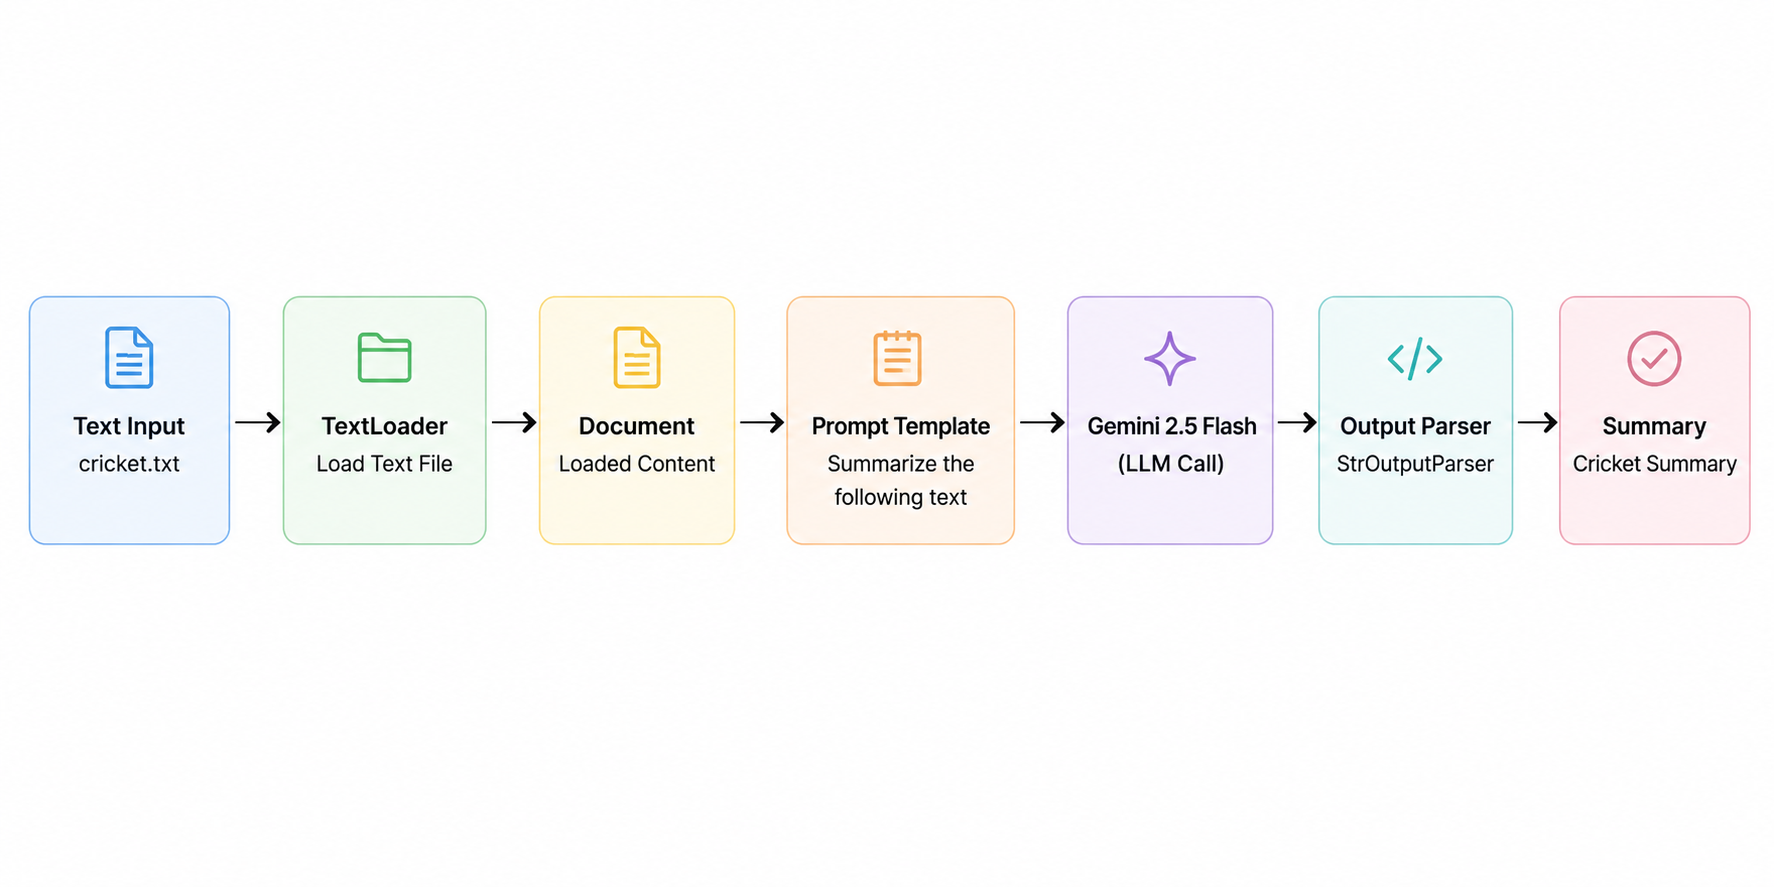 Text Input
cricket.txt
TextLoader
Load Text File
Document
Loaded Content
Prompt Template
Summarize the
following text
Gemini 2.5 Flash
(LLM Call)
Output Parser
StrOutputParser
Summary
Cricket Summary